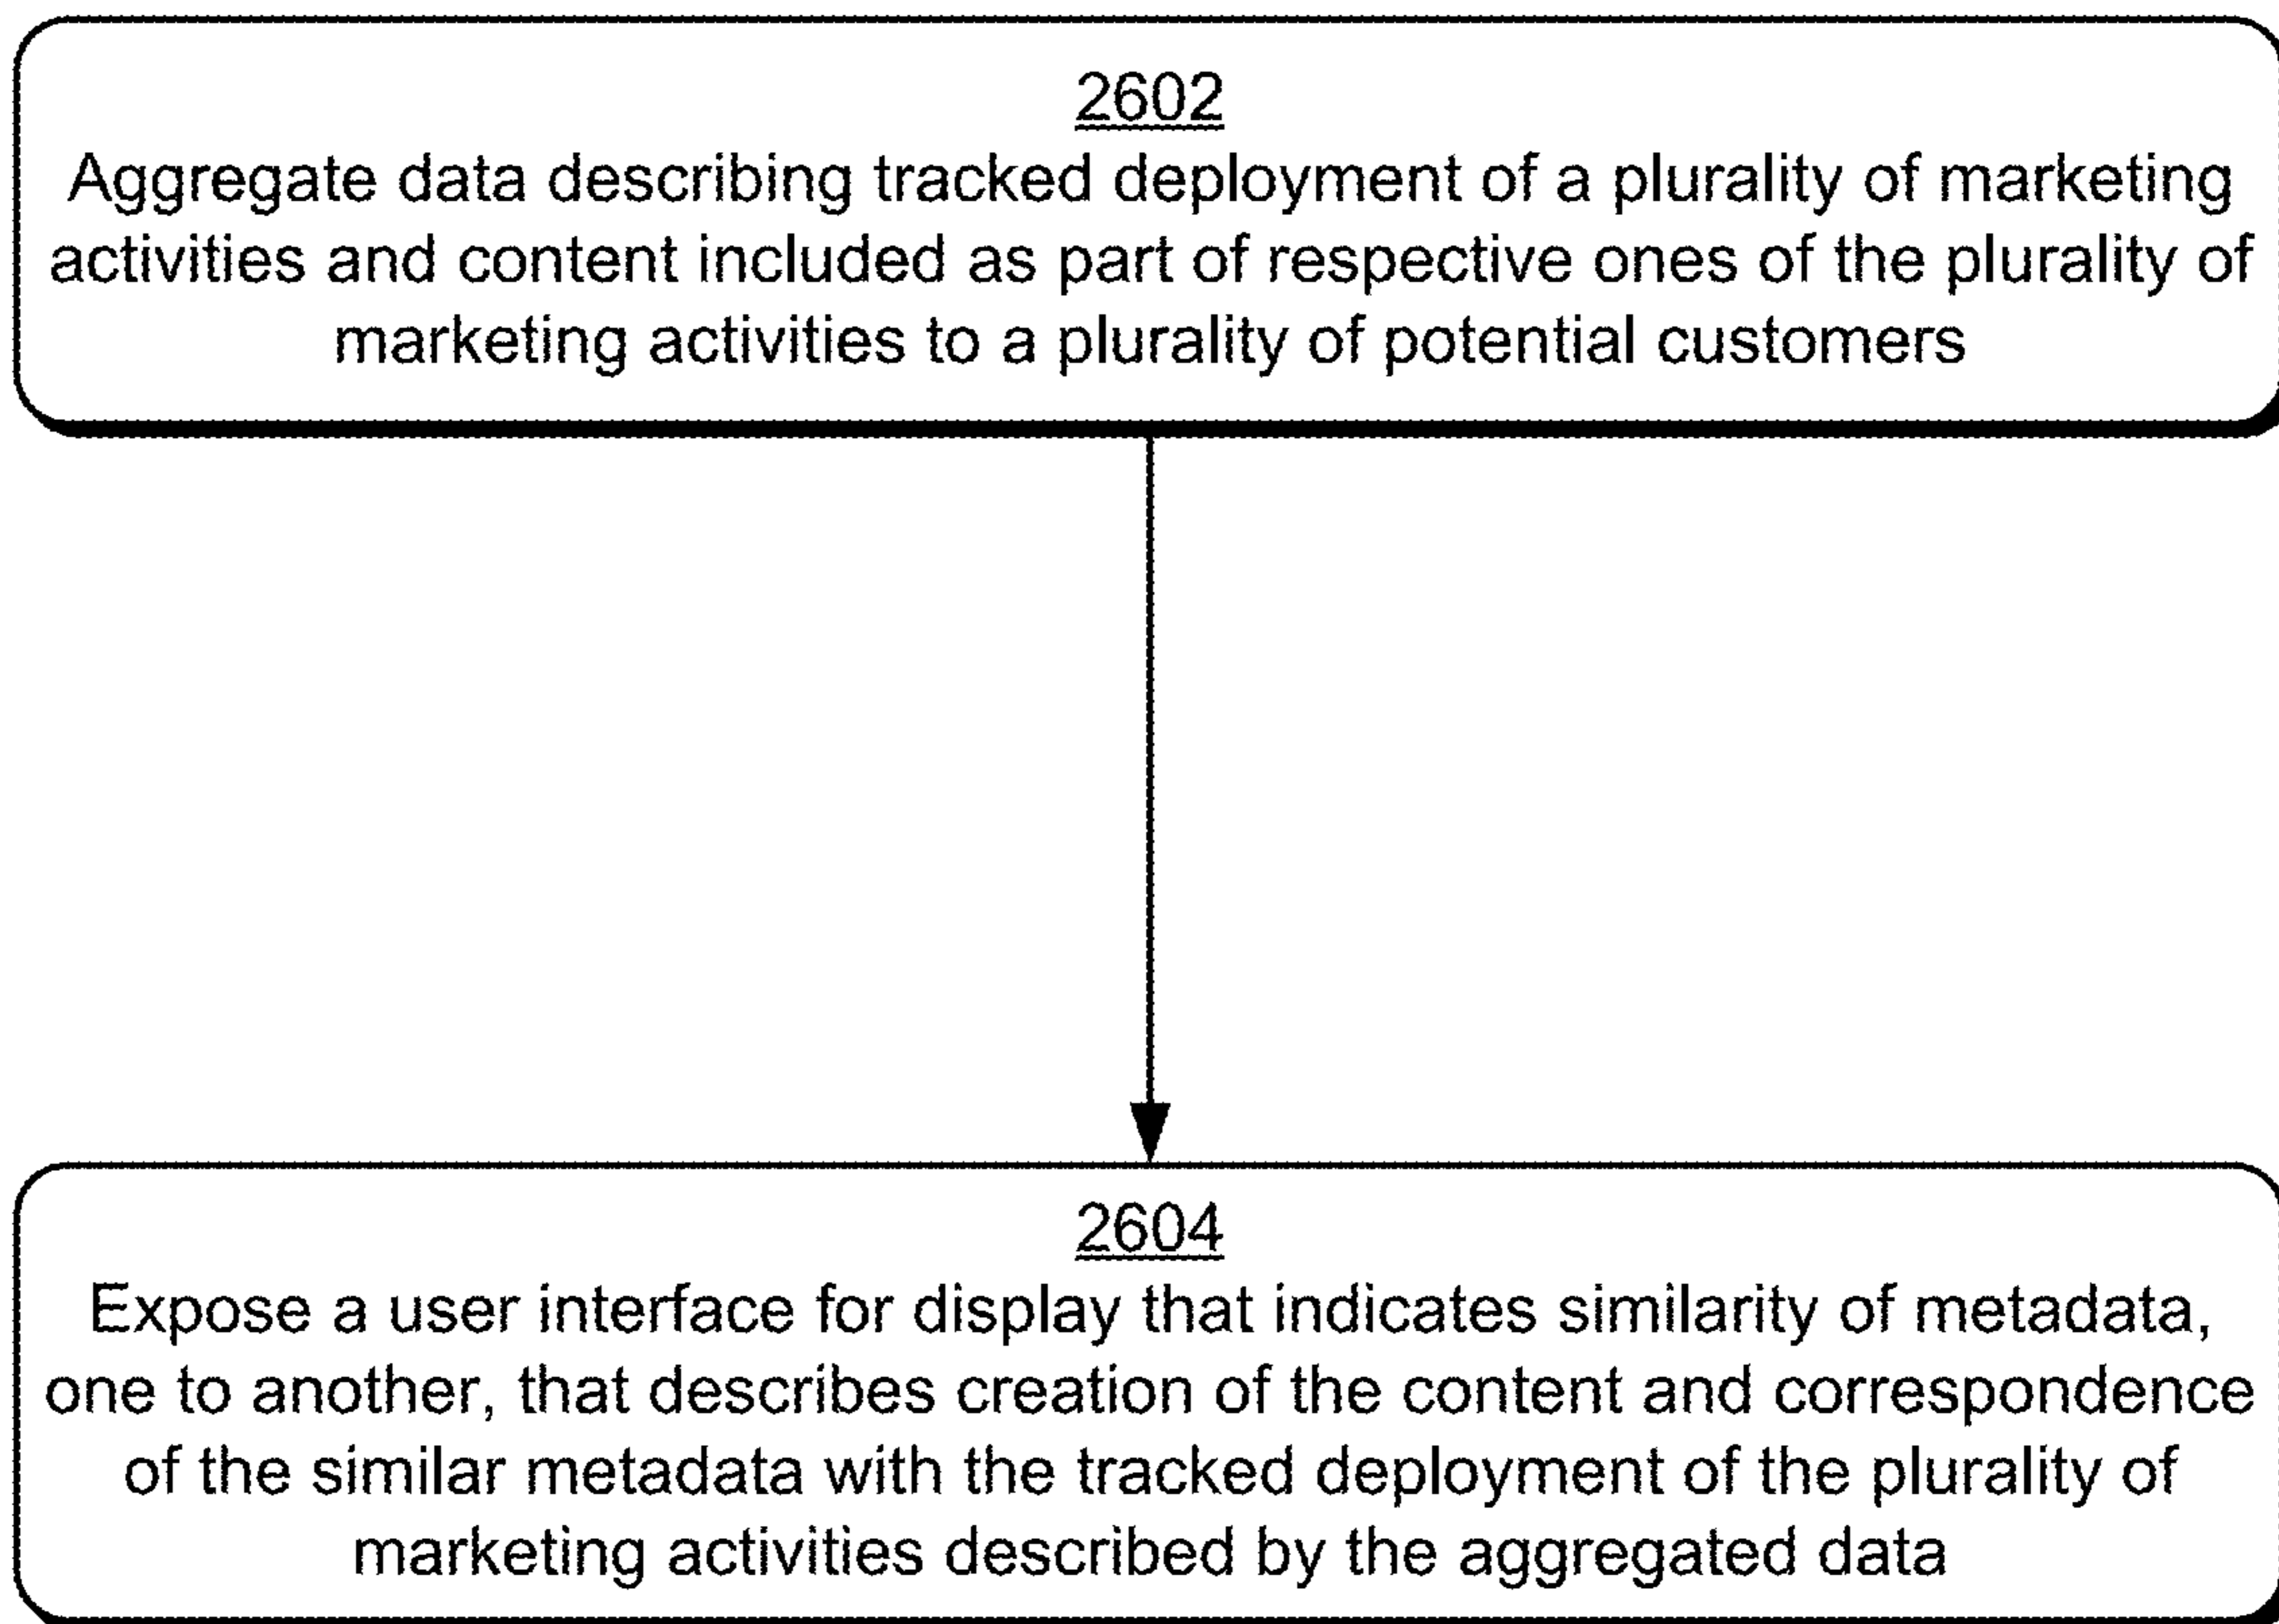 2602
Aggregate data describing tracked deployment of a plurality of marketing
activities and content included as part of respective ones of the plurality of
marketing activities to a plurality of potential customers
2604
Expose a user interface for display that indicates similarity of metadata,
one to another, that describes creation of the content and correspondence
of the similar metadata with the tracked deployment of the plurality of
marketing activities described by the aggregated data